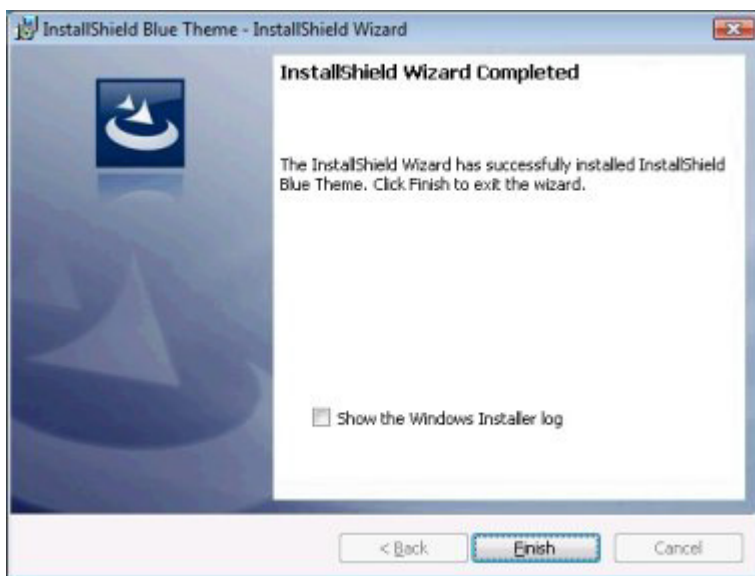 InstallShield Blue Theme - InstallShield Wizard
InstallShield Wizard Completed
The InstallShield Wizard has successfully installed InstallShield
Blue Theme. Click Finish to exit the wizard.
Show the Windows Installer log
< Back
Finish
Cancel